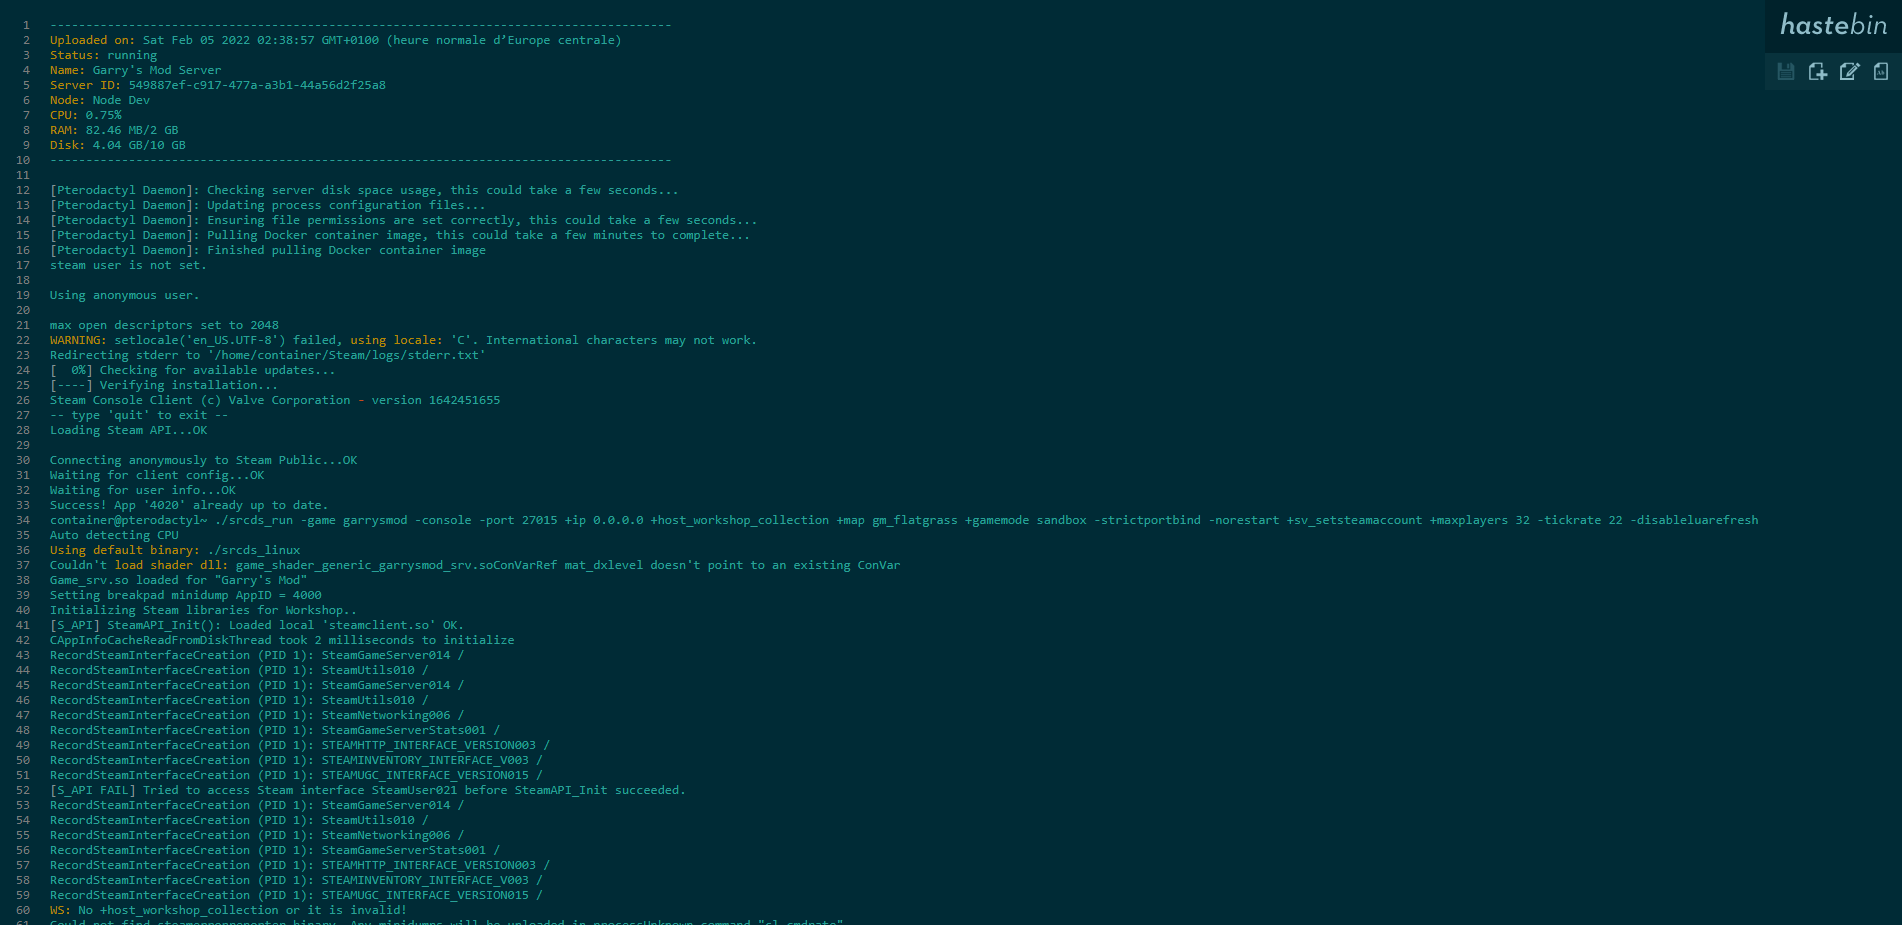 hastebin
1 ---------------------------------------------------------------------------------------
2 Uploaded on: Sat Feb 05 2022 02:38:57 GMT+0100 (heure normale d’Europe centrale)
3 Status: running
4 Name: Garry's Mod Server
5 Server ID: 549887ef-c917-477a-a3b1-44a56d2f25a8
6 Node: Node Dev
7 CPU: 0.75%
8 RAM: 82.46 MB/2 GB
9 Disk: 4.04 GB/10 GB
10 ---------------------------------------------------------------------------------------
11
12 [Pterodactyl Daemon]: Checking server disk space usage, this could take a few seconds...
13 [Pterodactyl Daemon]: Updating process configuration files...
14 [Pterodactyl Daemon]: Ensuring file permissions are set correctly, this could take a few seconds...
15 [Pterodactyl Daemon]: Pulling Docker container image, this could take a few minutes to complete...
16 [Pterodactyl Daemon]: Finished pulling Docker container image
17 steam user is not set.
18
19 Using anonymous user.
20
21 max open descriptors set to 2048
22 WARNING: setlocale('en_US.UTF-8') failed, using locale: 'C'. International characters may not work.
23 Redirecting stderr to '/home/container/Steam/logs/stderr.txt'
24 [  0%] Checking for available updates...
25 [----] Verifying installation...
26 Steam Console Client (c) Valve Corporation - version 1642451655
27 -- type 'quit' to exit --
28 Loading Steam API...OK
29
30 Connecting anonymously to Steam Public...OK
31 Waiting for client config...OK
32 Waiting for user info...OK
33 Success! App '4020' already up to date.
34 container@pterodactyl~ ./srcds_run -game garrysmod -console -port 27015 +ip 0.0.0.0 +host_workshop_collection +map gm_flatgrass +gamemode sandbox -strictportbind -norestart +sv_setsteamaccount +maxplayers 32 -tickrate 22 -disableluarefresh
35 Auto detecting CPU
36 Using default binary: ./srcds_linux
37 Couldn't load shader dll: game_shader_generic_garrysmod_srv.soConVarRef mat_dxlevel doesn't point to an existing ConVar
38 Game_srv.so loaded for "Garry's Mod"
39 Setting breakpad minidump AppID = 4000
40 Initializing Steam libraries for Workshop..
41 [S_API] SteamAPI_Init(): Loaded local 'steamclient.so' OK.
42 CAppInfoCacheReadFromDiskThread took 2 milliseconds to initialize
43 RecordSteamInterfaceCreation (PID 1): SteamGameServer014 /
44 RecordSteamInterfaceCreation (PID 1): SteamUtils010 /
45 RecordSteamInterfaceCreation (PID 1): SteamGameServer014 /
46 RecordSteamInterfaceCreation (PID 1): SteamUtils010 /
47 RecordSteamInterfaceCreation (PID 1): SteamNetworking006 /
48 RecordSteamInterfaceCreation (PID 1): SteamGameServerStats001 /
49 RecordSteamInterfaceCreation (PID 1): STEAMHTTP_INTERFACE_VERSION003 /
50 RecordSteamInterfaceCreation (PID 1): STEAMINVENTORY_INTERFACE_V003 /
51 RecordSteamInterfaceCreation (PID 1): STEAMUGC_INTERFACE_VERSION015 /
52 [S_API FAIL] Tried to access Steam interface SteamUser021 before SteamAPI_Init succeeded.
53 RecordSteamInterfaceCreation (PID 1): SteamGameServer014 /
54 RecordSteamInterfaceCreation (PID 1): SteamUtils010 /
55 RecordSteamInterfaceCreation (PID 1): SteamNetworking006 /
56 RecordSteamInterfaceCreation (PID 1): SteamGameServerStats001 /
57 RecordSteamInterfaceCreation (PID 1): STEAMHTTP_INTERFACE_VERSION003 /
58 RecordSteamInterfaceCreation (PID 1): STEAMINVENTORY_INTERFACE_V003 /
59 RecordSteamInterfaceCreation (PID 1): STEAMUGC_INTERFACE_VERSION015 /
60 WS: No +host_workshop_collection or it is invalid!
61 Could not find steamerrorreporter binary. Any minidumps will be uploaded in-processUnknown command "cl_cmdrate"